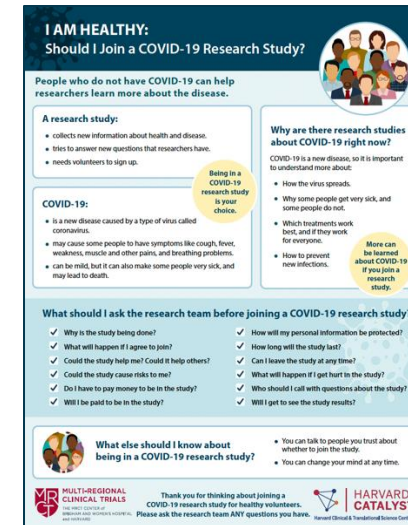 I AM HEALTHY:
Should I Join a COVID-19 Research Study?
People who do not have COVID-19 can help
researchers learn more about the disease.
A research study:
• collects new information about health and disease.
• tries to answer new questions that researchers have.
• needs volunteers to sign up.
Being in a
COVID-19
research study
is your
choice.
COVID-19:
• is a new disease caused by a type of virus called
coronavirus.
• may cause some people to have symptoms like cough, fever,
weakness, muscle and other pains, and breathing problems.
• can be mild, but it can also make some people very sick, and
may lead to death.
Why are there research studies
about COVID-19 right now?
COVID-19 is a new disease, so it is important
to understand more about:
• How the virus spreads.
• Why some people get very sick, and
some people do not.
• Which treatments work
best, and if they work
for everyone.
• How to prevent
new infections.
More can
be learned
about COVID-19
if you join a
research
study.
What should I ask the research team before joining a COVID-19 research study?
✓ Why is the study being done?
✓ What will happen if I agree to join?
✓ Could the study help me? Could it help others?
✓ Could the study cause risks to me?
✓ Do I have to pay money to be in the study?
✓ Will I be paid to be in the study?
✓ How will my personal information be protected?
✓ How long will the study last?
✓ Can I leave the study at any time?
✓ What will happen if I get hurt in the study?
✓ Who should I call with questions about the study?
✓ Will I get to see the study results?
What else should I know about
being in a COVID-19 research study?
• You can talk to people you trust about
whether to join the study.
• You can change your mind at any time.
MRCT
MULTI-REGIONAL
CLINICAL TRIALS
THE MRCT CENTER OF
BRIGHAM AND WOMEN'S HOSPITAL
and HARVARD
Thank you for thinking about joining a
COVID-19 research study for healthy volunteers.
Please ask the research team ANY questions you have.
HARVARD
CATALYS
Harvard Clinical & Translational Science Cent